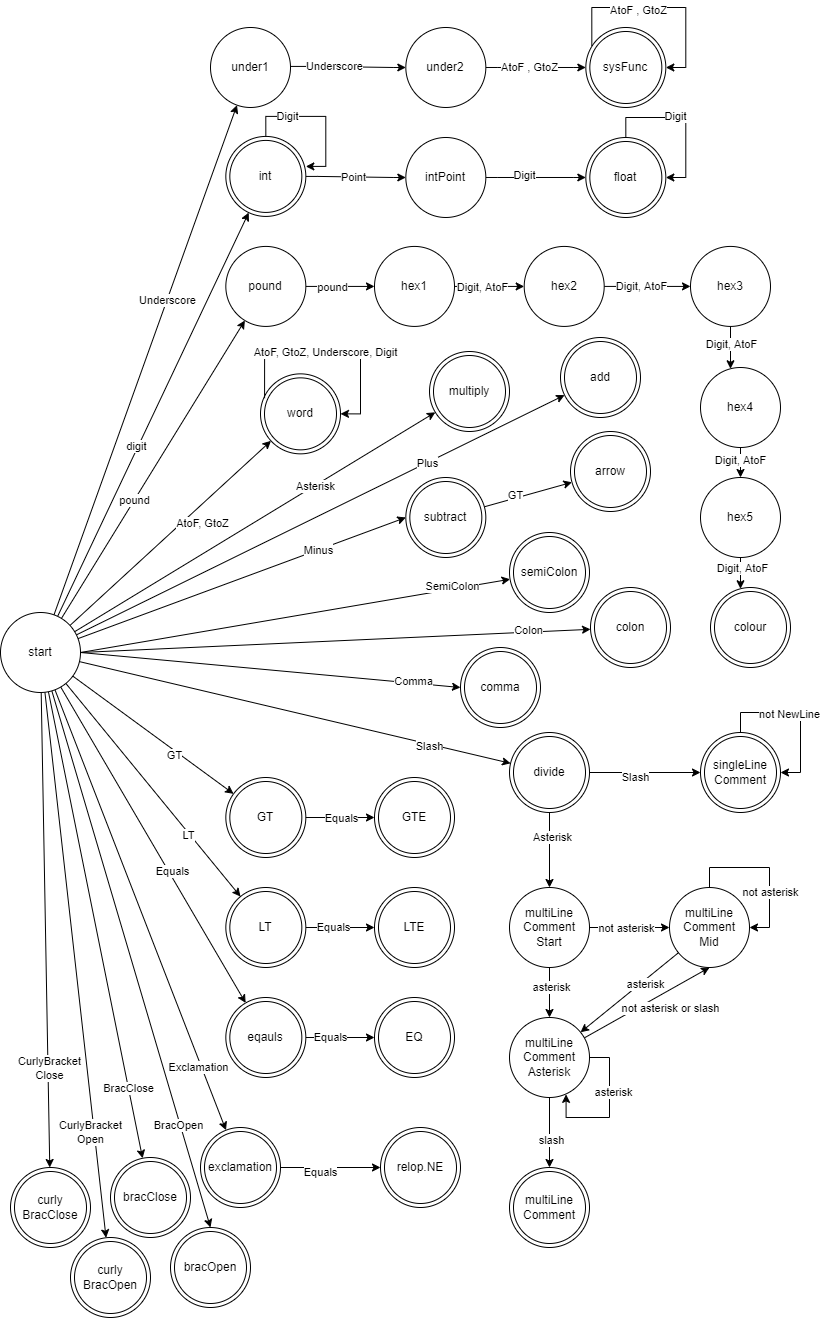 AtoF , GtoZ
under1
Underscore
under2
AtoF , GtoZ
sysFunc
Digit
Digit
int
Point
intPoint
Digit
float
Underscore
pound
pound
hex1
Digit, AtoF
hex2
Digit, AtoF
hex3
Digit, AtoF
AtoF, GtoZ, Underscore, Digit
word
multiply
add
hex4
digit
Plus
Digit, AtoF
pound
Asterisk
arrow
AtoF, GtoZ
GT
subtract
hex5
Minus
Digit, AtoF
semiColon
SemiColon
colon
Colon
colour
start
Comma
comma
not NewLine
Slash
GT
divide
Slash
singleLine
Comment
GT
Equals
GTE
LT
Asterisk
Equals
not asterisk
multiLine
Comment
Start
not asterisk
multiLine
Comment
Mid
LT
Equals
LTE
asterisk
asterisk
not asterisk or slash
eqauls
Equals
EQ
multiLine
Comment
Asterisk
CurlyBracket
Close
Exclamation
BracClose
asterisk
CurlyBracket
Open
BracOpen
slash
exclamation
Equals
relop.NE
curly
BracClose
bracClose
multiLine
Comment
curly
BracOpen
bracOpen